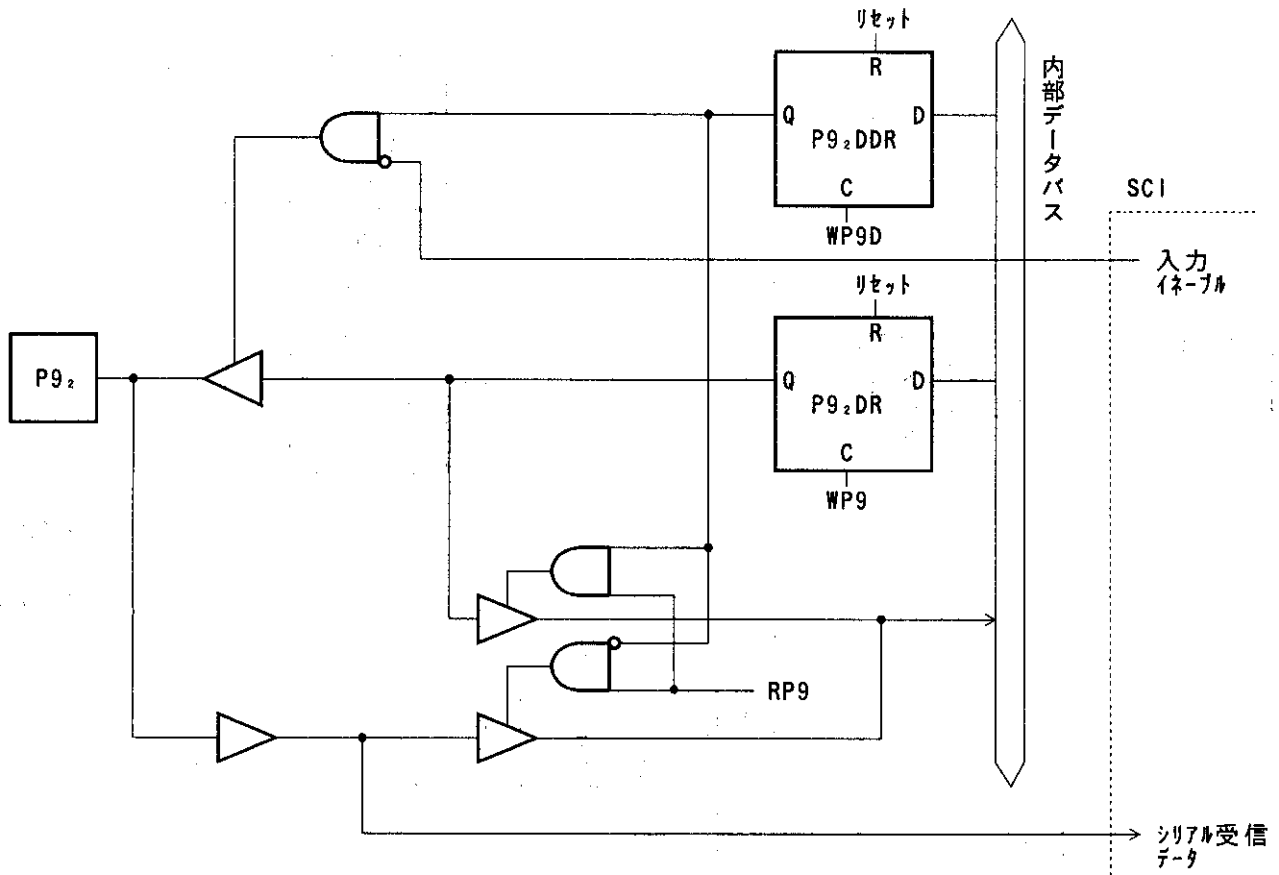 リセット
R
Q
D
P9₂DDR
C
WP9D
内部データバス
SCI
入力
イネーブル
リセット
R
P9₂
Q
D
P9₂DR
C
WP9
RP9
シリアル受信
データ